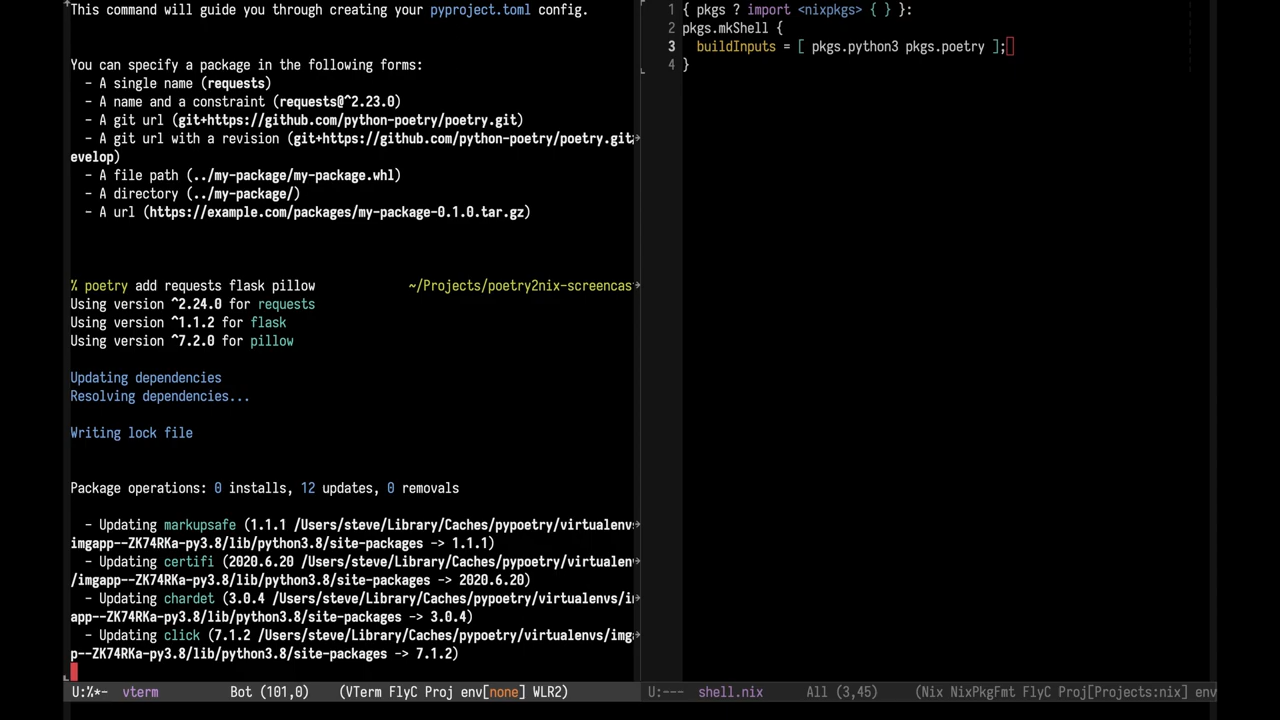 This command will guide you through creating your pyproject.toml config.
You can specify a package in the following forms:
- A single name (requests)
- A name and a constraint (requests@^2.23.0)
- A git url (git+https://github.com/python-poetry/poetry.git)
- A git url with a revision (git+https://github.com/python-poetry/poetry.git
evelop)
- A file path (../my-package/my-package.whl)
- A directory (../my-package/)
- A url (https://example.com/packages/my-package-0.1.0.tar.gz)
% poetry add requests flask pillow ~/Projects/poetry2nix-screencas
Using version ^2.24.0 for requests
Using version ^1.1.2 for flask
Using version ^7.2.0 for pillow
Updating dependencies
Resolving dependencies...
Writing lock file
Package operations: 0 installs, 12 updates, 0 removals
- Updating markupsafe (1.1.1 /Users/steve/Library/Caches/pypoetry/virtualenvs
imgapp--ZK74RKa-py3.8/lib/python3.8/site-packages -> 1.1.1)
- Updating certifi (2020.6.20 /Users/steve/Library/Caches/pypoetry/virtualenv
/imgapp--ZK74RKa-py3.8/lib/python3.8/site-packages -> 2020.6.20)
- Updating chardet (3.0.4 /Users/steve/Library/Caches/pypoetry/virtualenvs/i
app--ZK74RKa-py3.8/lib/python3.8/site-packages -> 3.0.4)
- Updating click (7.1.2 /Users/steve/Library/Caches/pypoetry/virtualenvs/img
p--ZK74RKa-py3.8/lib/python3.8/site-packages -> 7.1.2)
U:%*- vterm Bot (101,0) (VTerm FlyC Proj env[none] WLR2)
1 { pkgs ? import <nixpkgs> { } }:
2 pkgs.mkShell {
3 buildInputs = [ pkgs.python3 pkgs.poetry ];
4 }
U:--- shell.nix All (3,45) (Nix NixPkgFmt FlyC Proj[Projects:nix] env